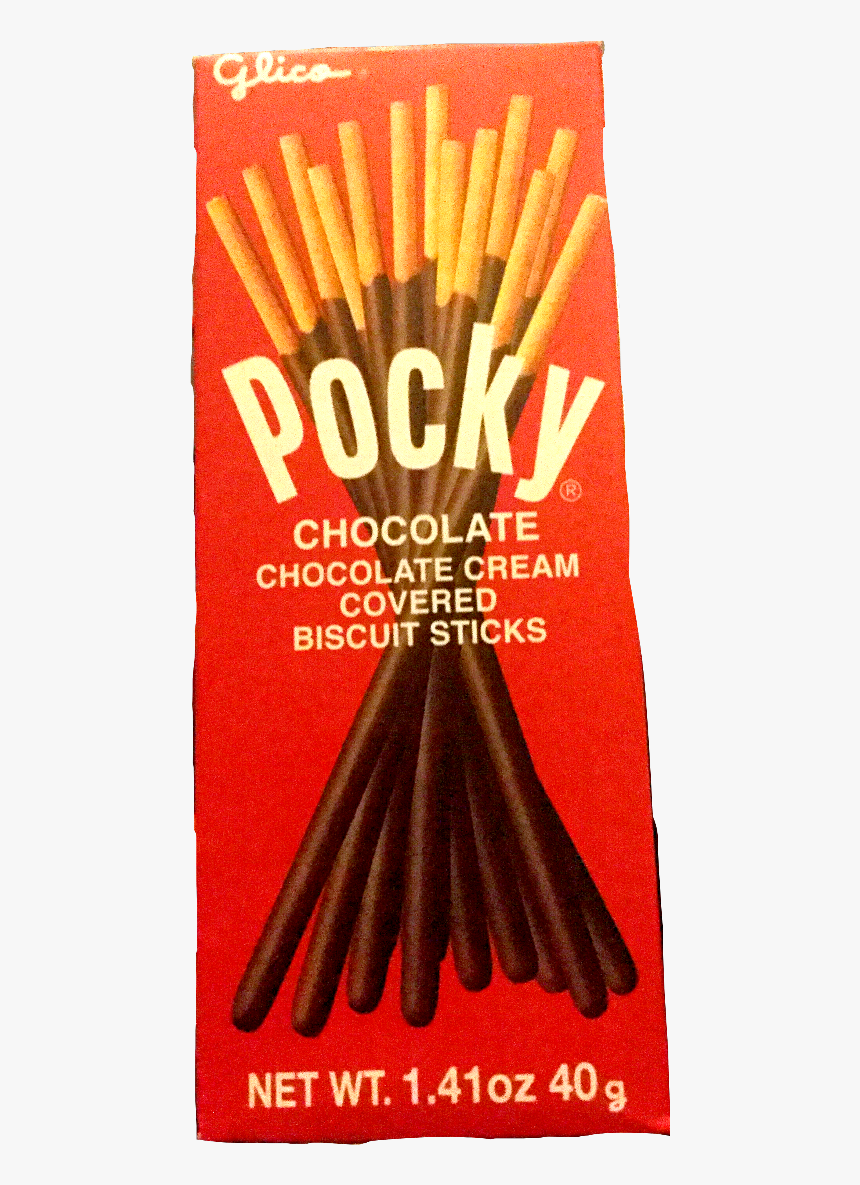 Glico
Pocky®
CHOCOLATE
CHOCOLATE CREAM
COVERED
BISCUIT STICKS
NET WT. 1.41oz 40g